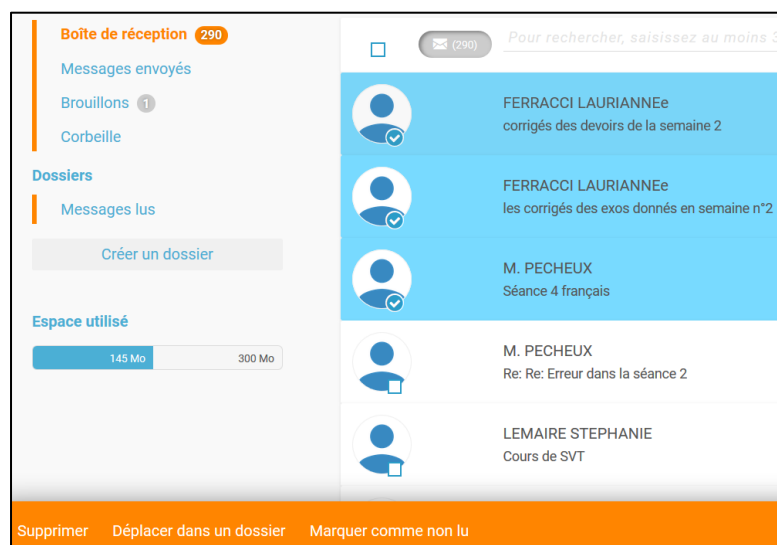 Boîte de réception 290
Messages envoyés
Brouillons 1
Corbeille
Dossiers
Messages lus
Créer un dossier
Espace utilisé
145 Mo 300 Mo
(290) Pour rechercher, saisissez au moins 3
FERRACCI LAURIANNEe
corrigés des devoirs de la semaine 2
FERRACCI LAURIANNEe
les corrigés des exos donnés en semaine n°2
M. PECHEUX
Séance 4 français
M. PECHEUX
Re: Re: Erreur dans la séance 2
LEMAIRE STEPHANIE
Cours de SVT
Supprimer Déplacer dans un dossier Marquer comme non lu